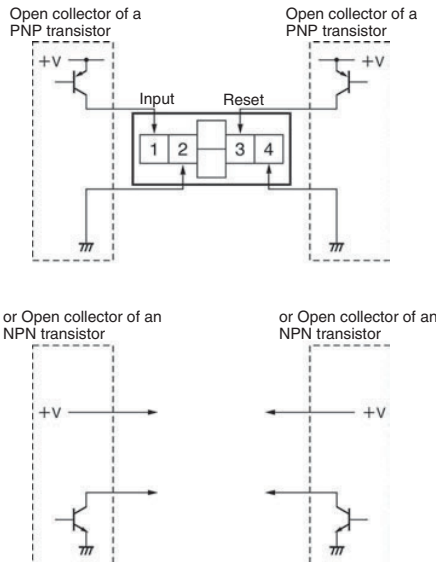 Open collector of a
PNP transistor
Open collector of a
PNP transistor
+V
+V
Input
Reset
1 2 3 4
or Open collector of an
NPN transistor
or Open collector of an
NPN transistor
+V
+V